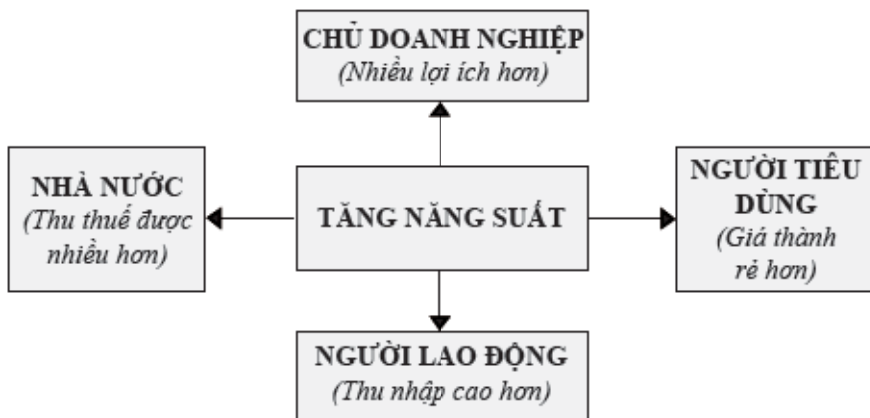 CHỦ DOANH NGHIỆP
(Nhiều lợi ích hơn)
NHÀ NƯỚC
(Thu thuế được
nhiều hơn)
TĂNG NĂNG SUẤT
NGƯỜI TIÊU
DÙNG
(Giá thành
rẻ hơn)
NGƯỜI LAO ĐỘNG
(Thu nhập cao hơn)